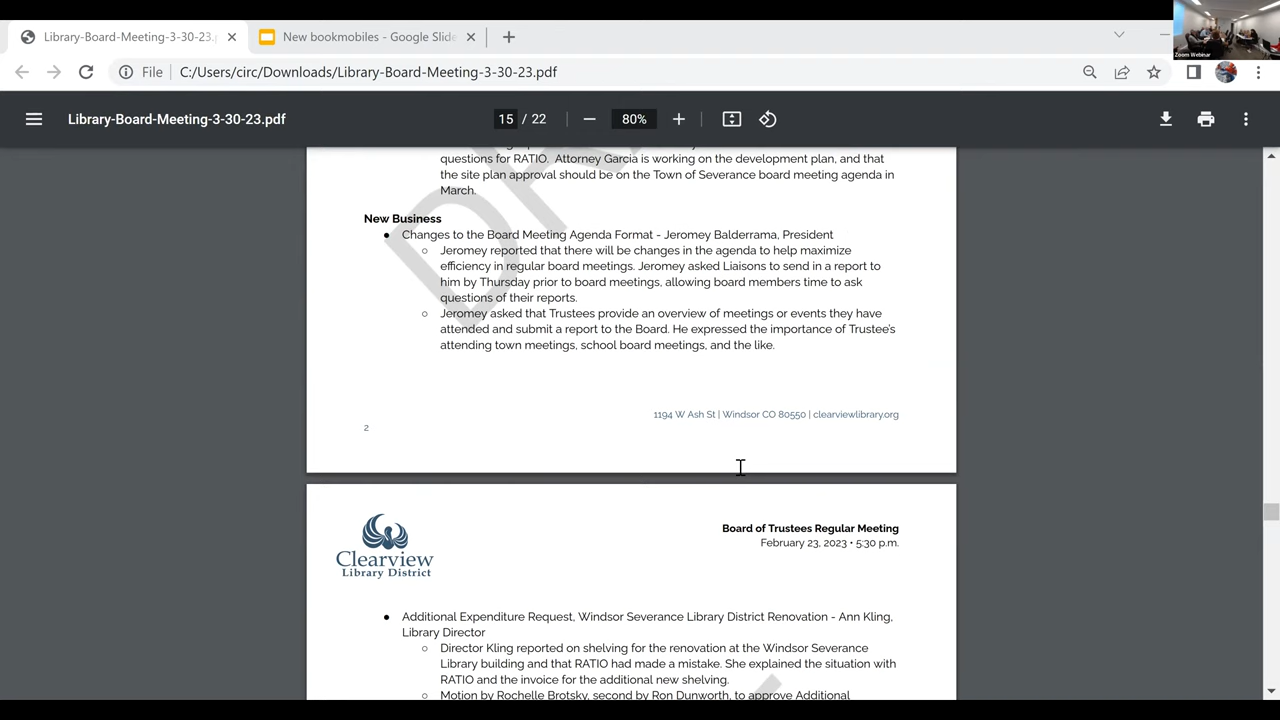 Library-Board-Meeting-3-30-23.
New bookmobiles - Google Slide
Zoom Webinar
File
C:/Users/circ/Downloads/Library-Board-Meeting-3-30-23.pdf
Library-Board-Meeting-3-30-23.pdf
15 / 22
80%
questions for RATIO. Attorney Garcia is working on the development plan, and that
the site plan approval should be on the Town of Severance board meeting agenda in
March.
New Business
● Changes to the Board Meeting Agenda Format - Jeromey Balderrama, President
○ Jeromey reported that there will be changes in the agenda to help maximize
efficiency in regular board meetings. Jeromey asked Liaisons to send in a report to
him by Thursday prior to board meetings, allowing board members time to ask
questions of their reports.
○ Jeromey asked that Trustees provide an overview of meetings or events they have
attended and submit a report to the Board. He expressed the importance of Trustee's
attending town meetings, school board meetings, and the like.
1194 W Ash St | Windsor CO 80550 | clearviewlibrary.org
2
Clearview
Library District
Board of Trustees Regular Meeting
February 23, 2023 • 5:30 p.m.
● Additional Expenditure Request, Windsor Severance Library District Renovation - Ann Kling,
Library Director
○ Director Kling reported on shelving for the renovation at the Windsor Severance
Library building and that RATIO had made a mistake. She explained the situation with
RATIO and the invoice for the additional new shelving.
○ Motion by Rochelle Brotsky, second by Ron Dunworth, to approve Additional